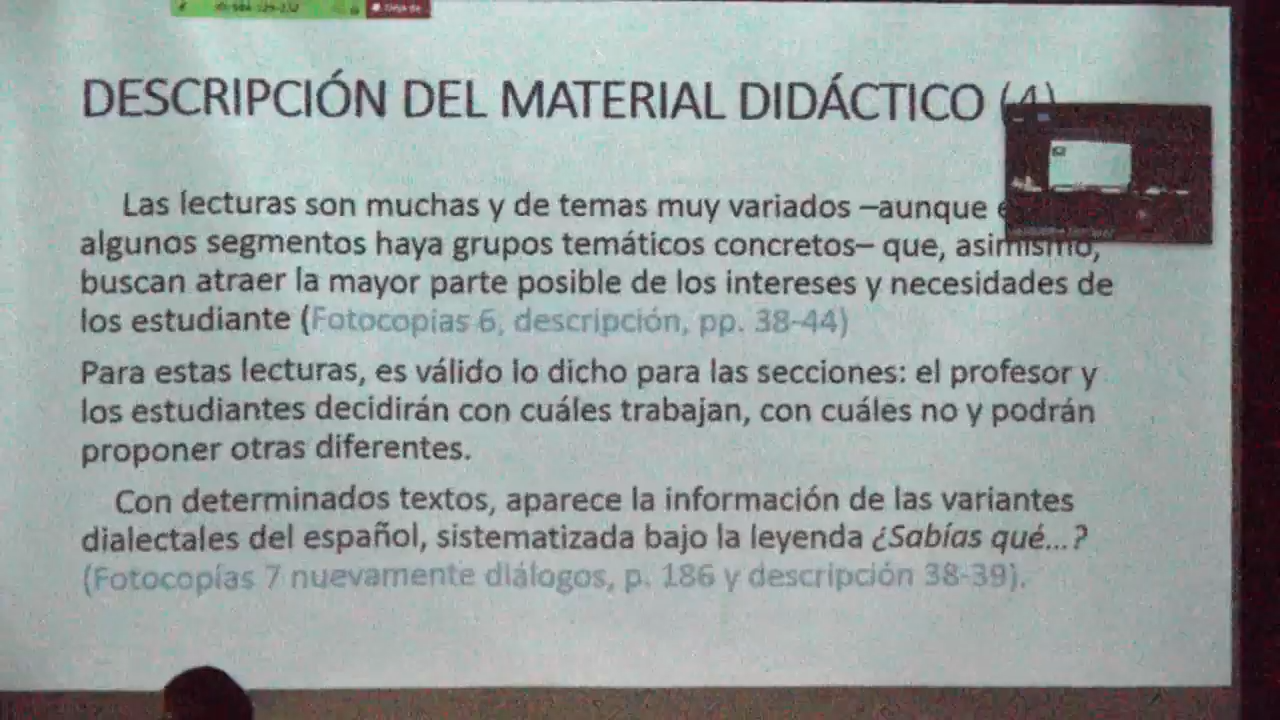 DESCRIPCIÓN DEL MATERIAL DIDÁCTICO (4)
Las lecturas son muchas y de temas muy variados –aunque
algunos segmentos haya grupos temáticos concretos– que, asimismo,
buscan atraer la mayor parte posible de los intereses y necesidades de
los estudiante (Fotocopias 6, descripción, pp. 38-44)
Para estas lecturas, es válido lo dicho para las secciones: el profesor y
los estudiantes decidirán con cuáles trabajan, con cuáles no y podrán
proponer otras diferentes.
Con determinados textos, aparece la información de las variantes
dialectales del español, sistematizada bajo la leyenda ¿Sabías qué...?
(Fotocopías 7 nuevamente diálogos, p. 186 y descripción 38-39).